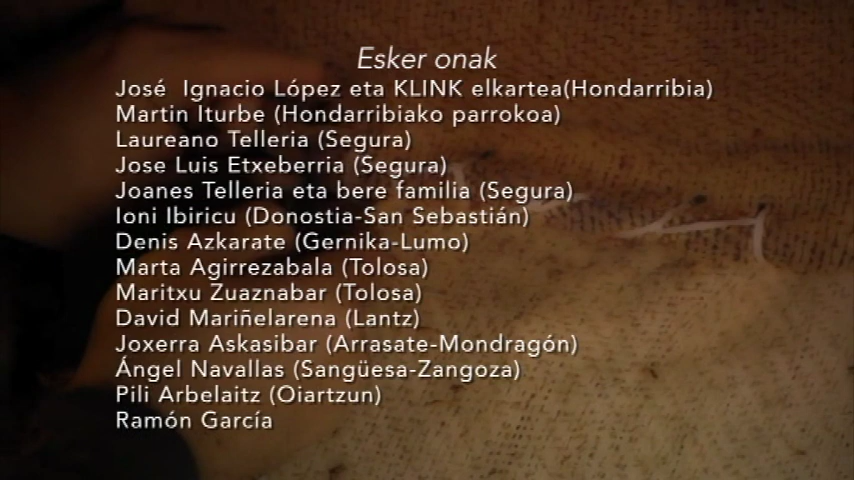 Esker onak
José Ignacio López eta KLINK elkartea(Hondarribia)
Martin Iturbe (Hondarribiako parrokoa)
Laureano Telleria (Segura)
Jose Luis Etxeberria (Segura)
Joanes Telleria eta bere familia (Segura)
Ioni Ibiricu (Donostia-San Sebastián)
Denis Azkarate (Gernika-Lumo)
Marta Agirrezabala (Tolosa)
Maritxu Zuaznabar (Tolosa)
David Mariñelarena (Lantz)
Joxerra Askasibar (Arrasate-Mondragón)
Ángel Navallas (Sangüesa-Zangoza)
Pili Arbelaitz (Oiartzun)
Ramón García